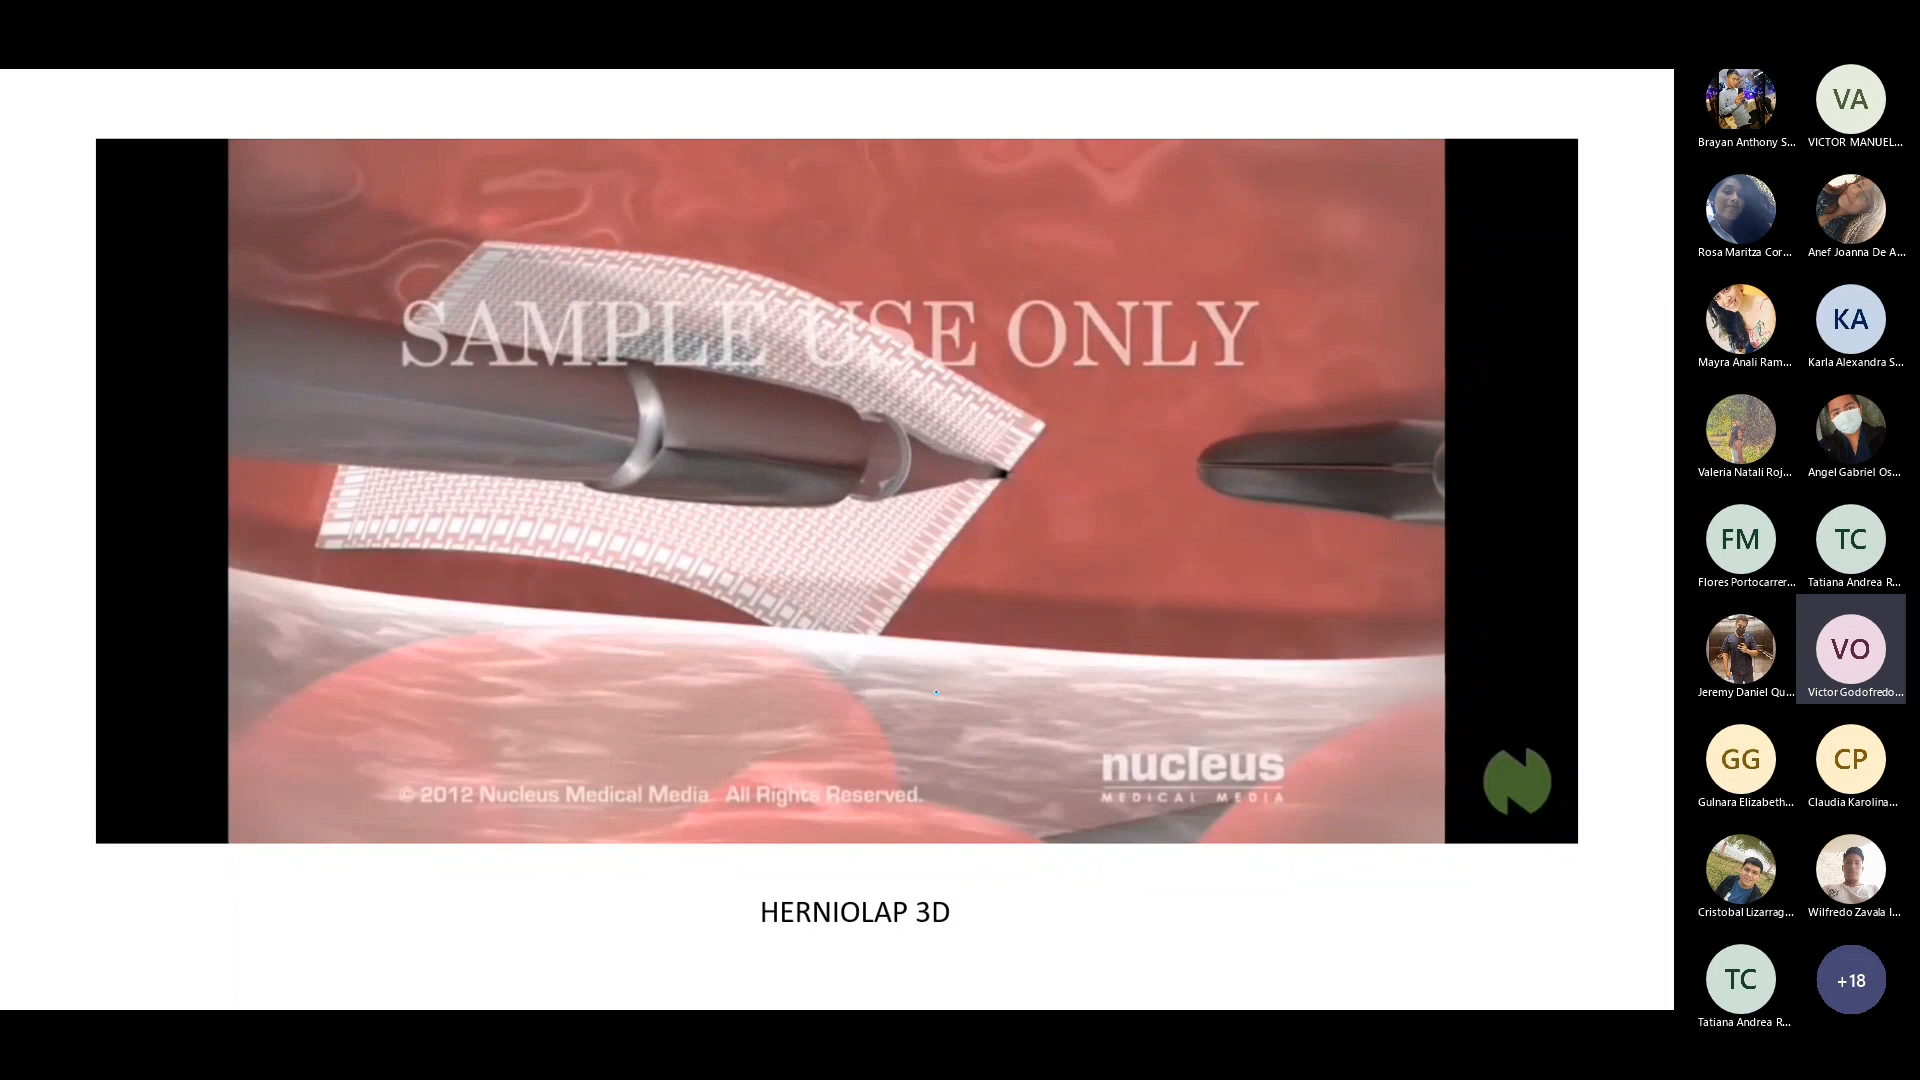 SAMPLE USE ONLY
nucleus
MEDICAL MEDIA
© 2012 Nucleus Medical Media. All Rights Reserved.
HERNIOLAP 3D
Brayan Anthony S...
VA
VICTOR MANUEL...
Rosa Maritza Cor...
Anef Joanna De A...
Mayra Anali Ram...
KA
Karla Alexandra S...
Valeria Natali Roj...
Angel Gabriel Os...
FM
Flores Portocarrer...
TC
Tatiana Andrea R...
Jeremy Daniel Qu...
VO
Victor Godofredo...
GG
Gulnara Elizabeth...
CP
Claudia Karolina...
Cristobal Lizarrag...
Wilfredo Zavala I...
TC
Tatiana Andrea R...
+18